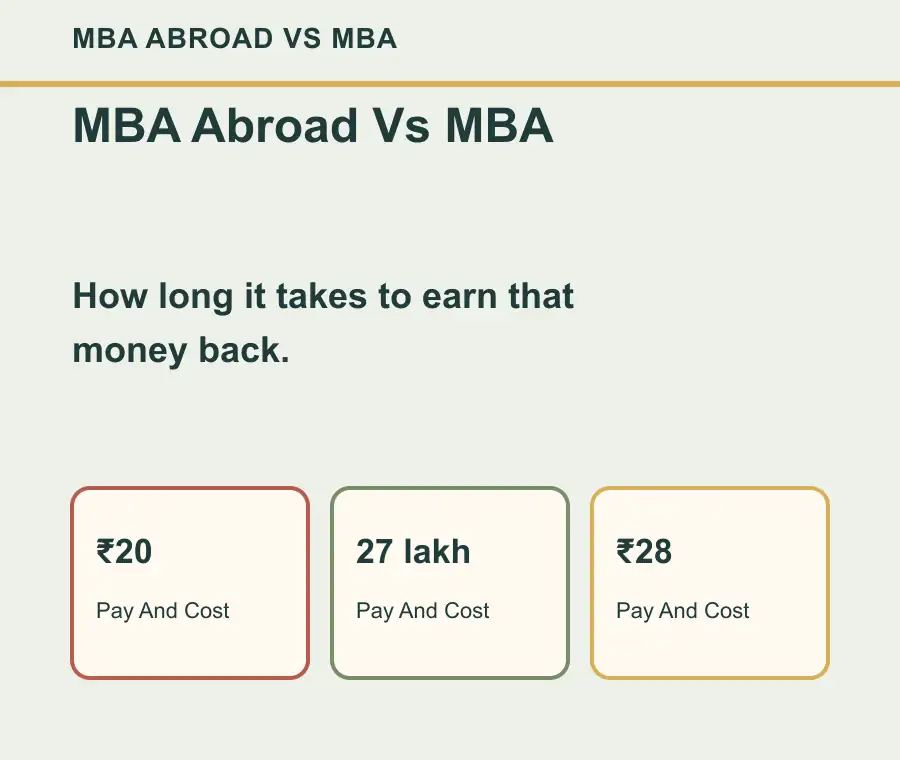 MBA ABROAD VS MBA
MBA Abroad Vs MBA
How long it takes to earn that
money back.
₹20
Pay And Cost
27 lakh
Pay And Cost
₹28
Pay And Cost